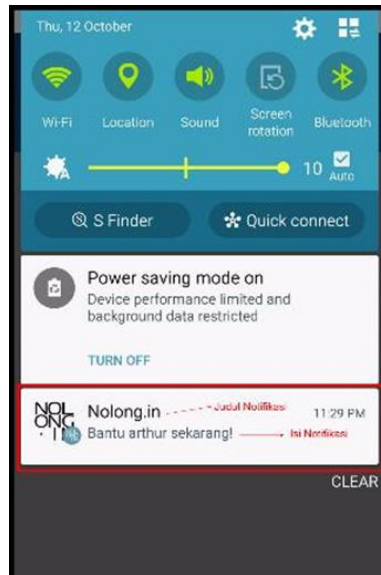 Thu, 12 October
Wi-Fi
Location
Sound
Screen
rotation
Bluetooth
10
Auto
S Finder
Quick connect
Power saving mode on
Device performance limited and
background data restricted
TURN OFF
NOL
ONG
Nolong.in
Judul Notifikasi
11:29 PM
Bantu arthur sekarang!
Isi Notifikasi
CLEAR